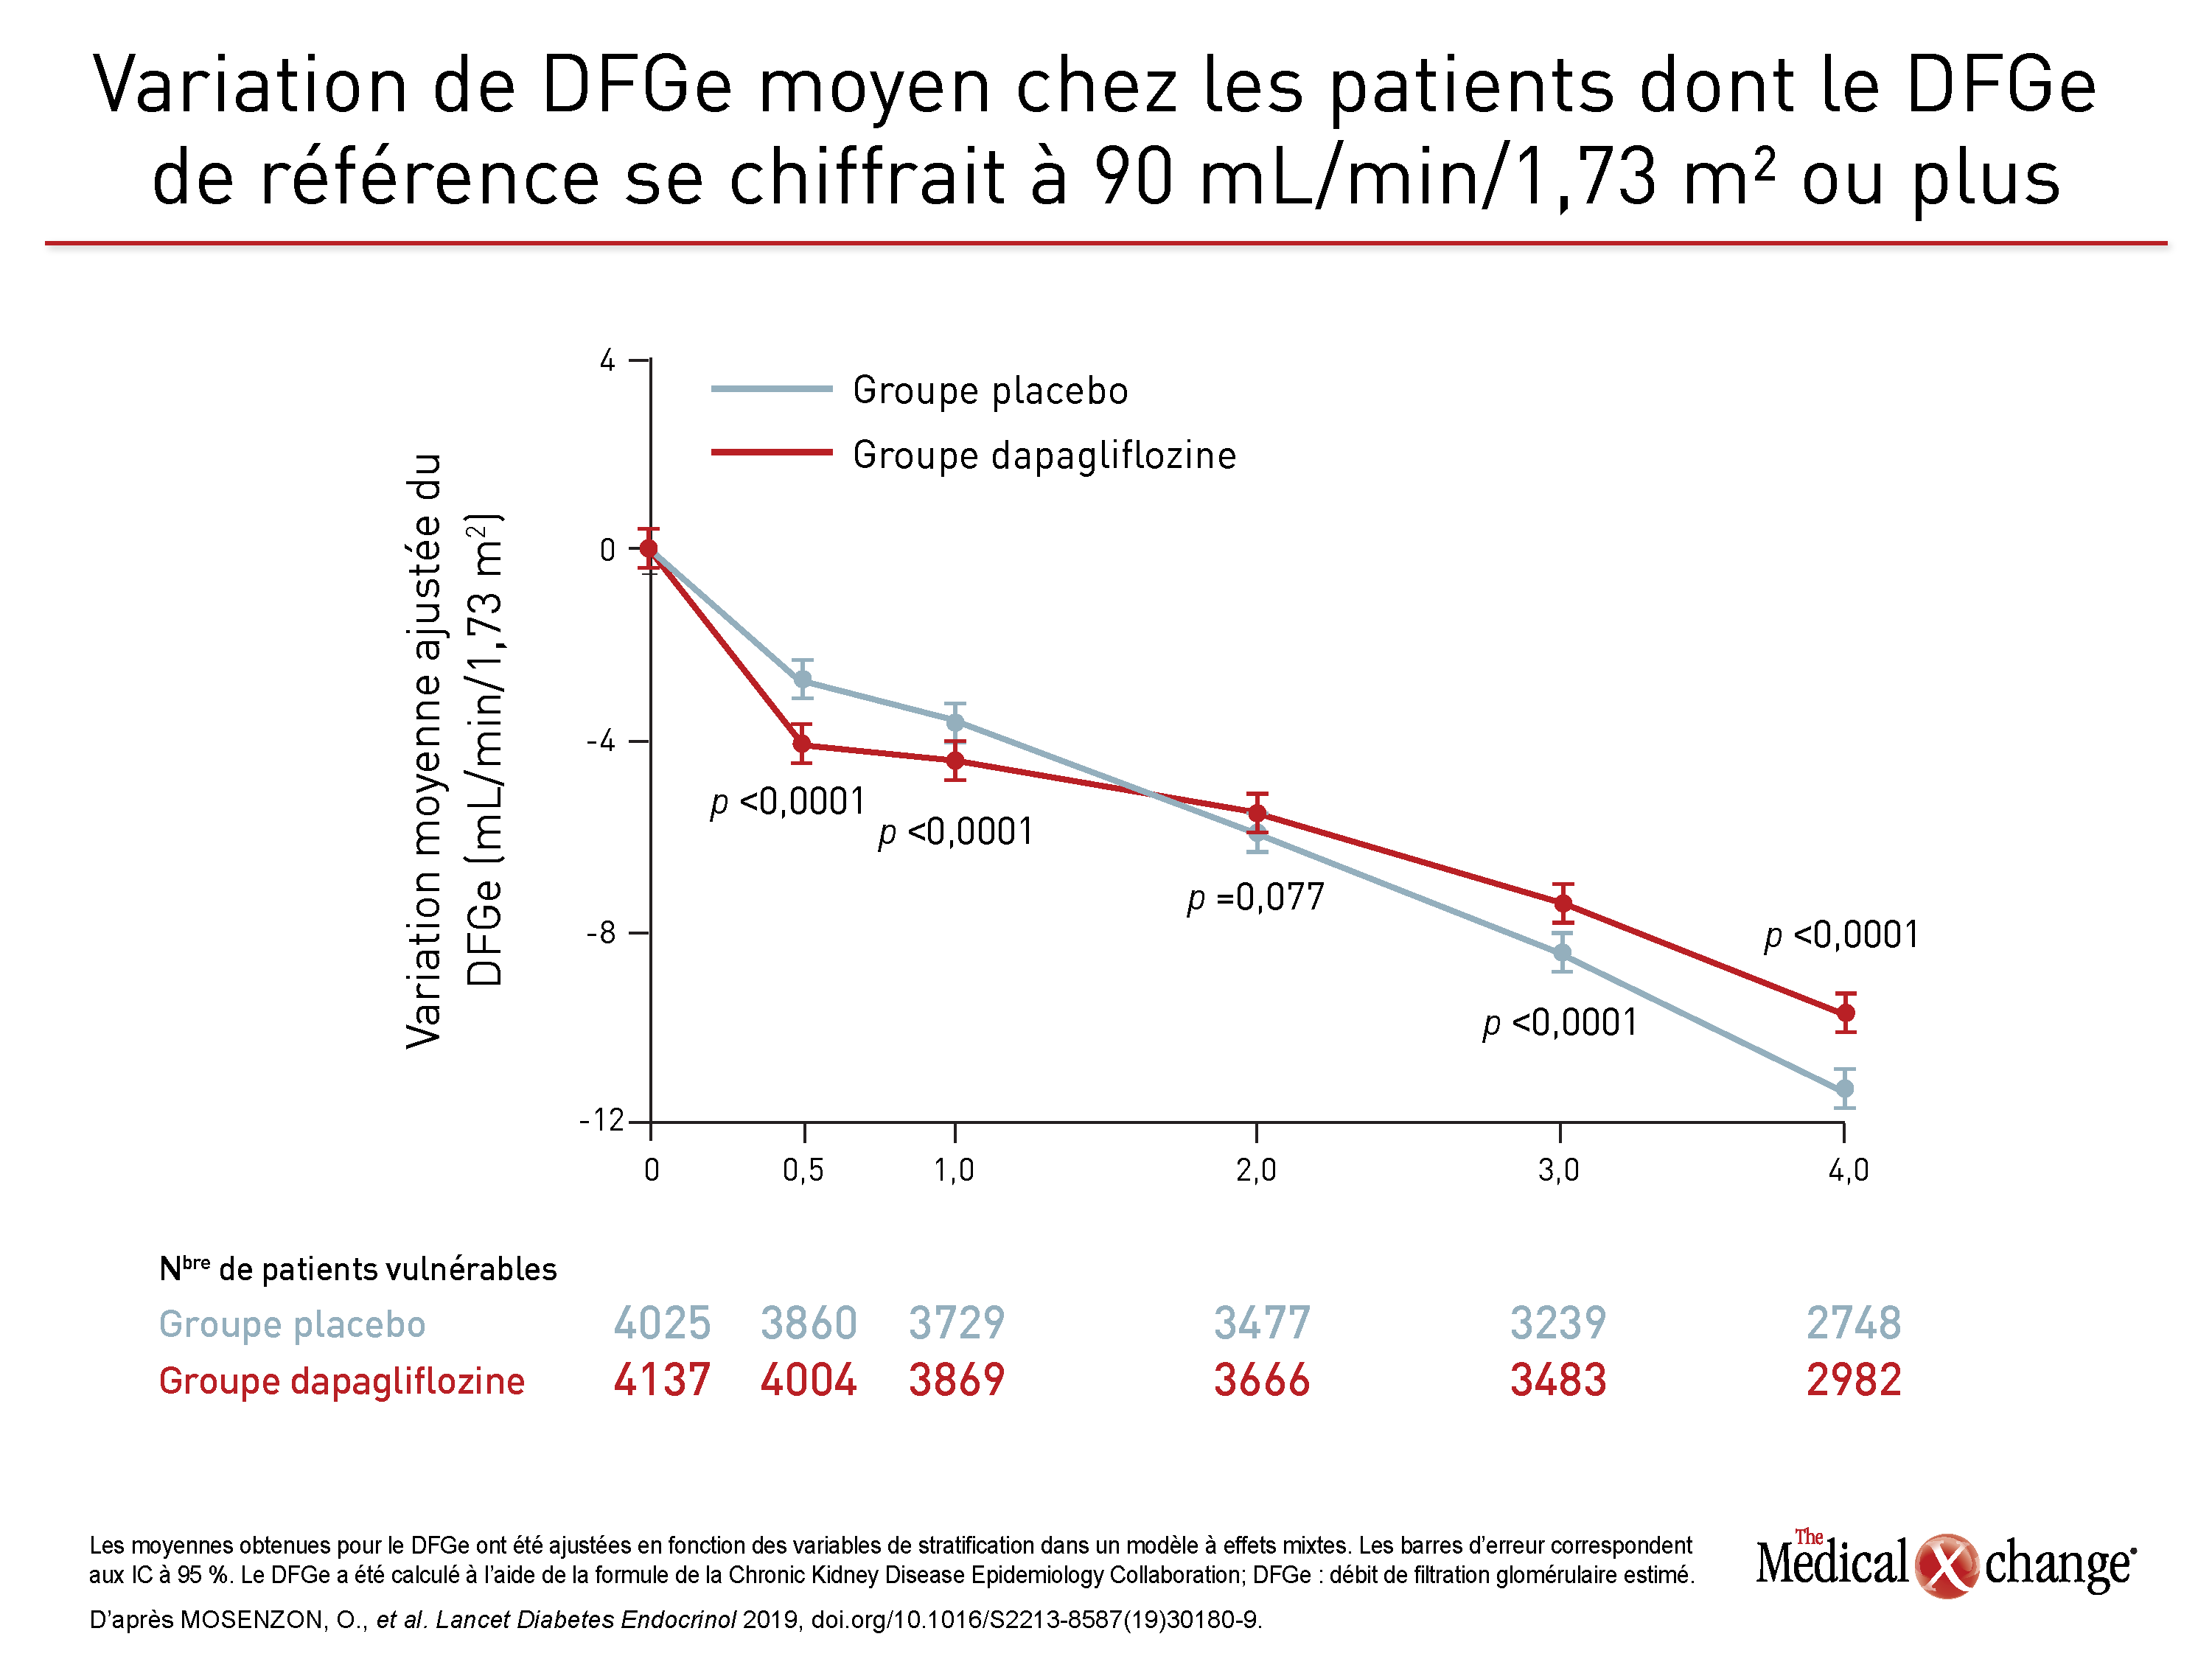 Variation de DFGe moyen chez les patients dont le DFGe
de référence se chiffrait à 90 mL/min/1,73 m² ou plus
Variation moyenne ajustée du
DFGe (mL/min/1,73 m²)
4
0
-4
-8
-12
Groupe placebo
Groupe dapagliflozine
p <0,0001
p <0,0001
p =0,077
p <0,0001
p <0,0001
0 0,5 1,0 2,0 3,0 4,0
Nbre de patients vulnérables
Groupe placebo 4025 3860 3729 3477 3239 2748
Groupe dapagliflozine 4137 4004 3869 3666 3483 2982
Les moyennes obtenues pour le DFGe ont été ajustées en fonction des variables de stratification dans un modèle à effets mixtes. Les barres d’erreur correspondent
aux IC à 95 %. Le DFGe a été calculé à l’aide de la formule de la Chronic Kidney Disease Epidemiology Collaboration; DFGe : débit de filtration glomérulaire estimé.
D’après MOSENZON, O., et al. Lancet Diabetes Endocrinol 2019, doi.org/10.1016/S2213-8587(19)30180-9.
The
Medical X change